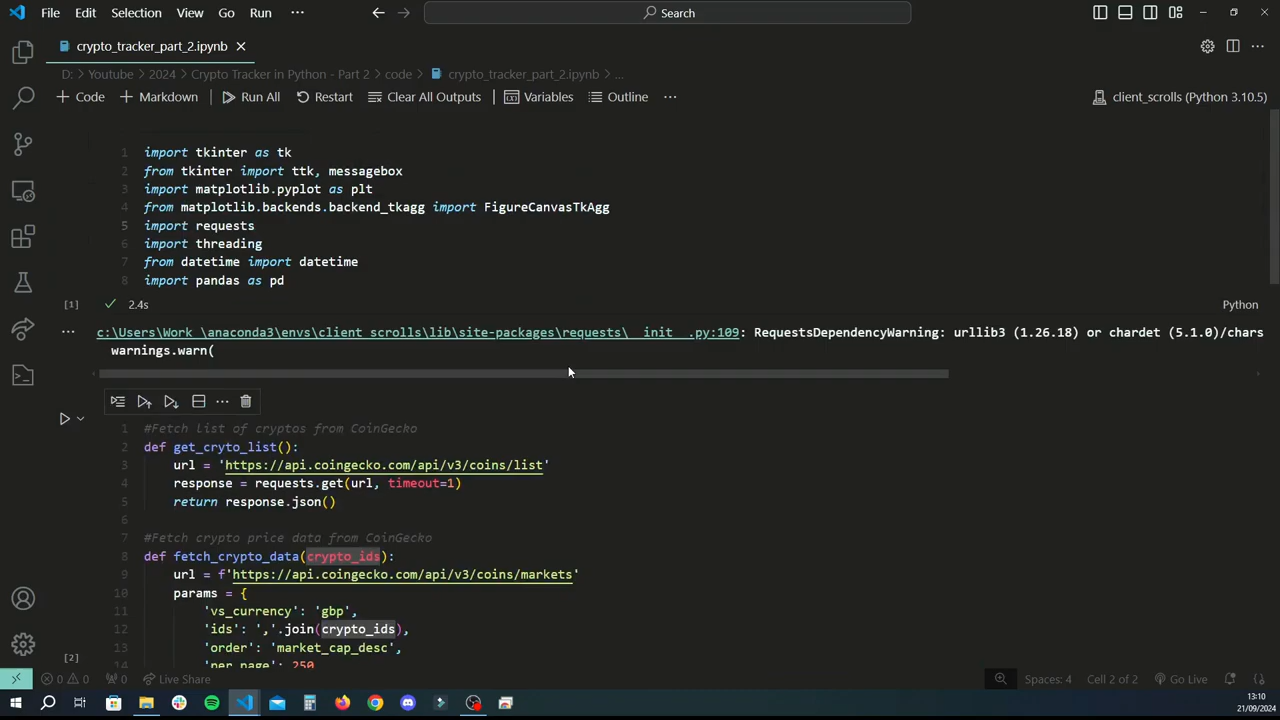 File Edit Selection View Go Run ··· Search
crypto_tracker_part_2.ipynb
D: > Youtube > 2024 > Crypto Tracker in Python - Part 2 > code > crypto_tracker_part_2.ipynb > ...
+ Code + Markdown Run All Restart Clear All Outputs Variables Outline ··· client_scrolls (Python 3.10.5)
1 import tkinter as tk
2 from tkinter import ttk, messagebox
3 import matplotlib.pyplot as plt
4 from matplotlib.backends.backend_tkagg import FigureCanvasTkAgg
5 import requests
6 import threading
7 from datetime import datetime
8 import pandas as pd
[1] 2.4s Python
··· c:\Users\Work_\anaconda3\envs\client_scrolls\lib\site-packages\requests\__init__.py:109: RequestsDependencyWarning: urllib3 (1.26.18) or chardet (5.1.0)/chars
warnings.warn(
···
1 #Fetch list of cryptos from CoinGecko
2 def get_cryto_list():
3 url = 'https://api.coingecko.com/api/v3/coins/list'
4 response = requests.get(url, timeout=1)
5 return response.json()
6
7 #Fetch crypto price data from CoinGecko
8 def fetch_crypto_data(crypto_ids):
9 url = f'https://api.coingecko.com/api/v3/coins/markets'
10 params = {
11 'vs_currency': 'gbp',
12 'ids': ','.join(crypto_ids),
13 'order': 'market_cap_desc',
14 'per_page': 250
[2]
0 0 0 Live Share Spaces: 4 Cell 2 of 2 Go Live
13:10
21/09/2024